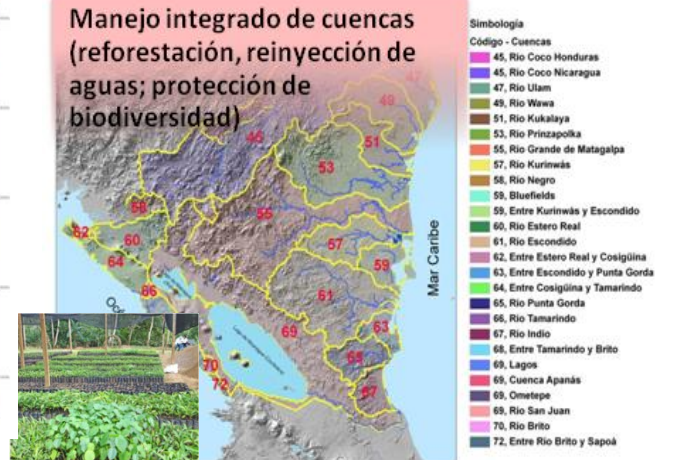 Manejo integrado de cuencas
(reforestación, reinyección de
aguas; protección de
biodiversidad)
Simbología
Código - Cuencas
45, Río Coco Honduras
45, Río Coco Nicaragua
47, Río Ulam
49, Río Wawa
51, Río Kukalaya
53, Río Prinzapolka
55, Río Grande de Matagalpa
57, Río Kurinwás
58, Río Negro
59, Bluefields
59, Entre Kurinwás y Escondido
60, Río Estero Real
61, Río Escondido
62, Entre Estero Real y Cosigüina
63, Entre Escondido y Punta Gorda
64, Entre Cosigüina y Tamarindo
65, Río Punta Gorda
66, Río Tamarindo
67, Río Indio
68, Entre Tamarindo y Brito
69, Lagos
69, Cuenca Apanás
69, Ometepe
69, Río San Juan
70, Río Brito
72, Entre Río Brito y Sapoá
47
49
45
51
53
58
55
62
60
57
64
59
66
61
69
63
65
70
72
67
Mar Caribe